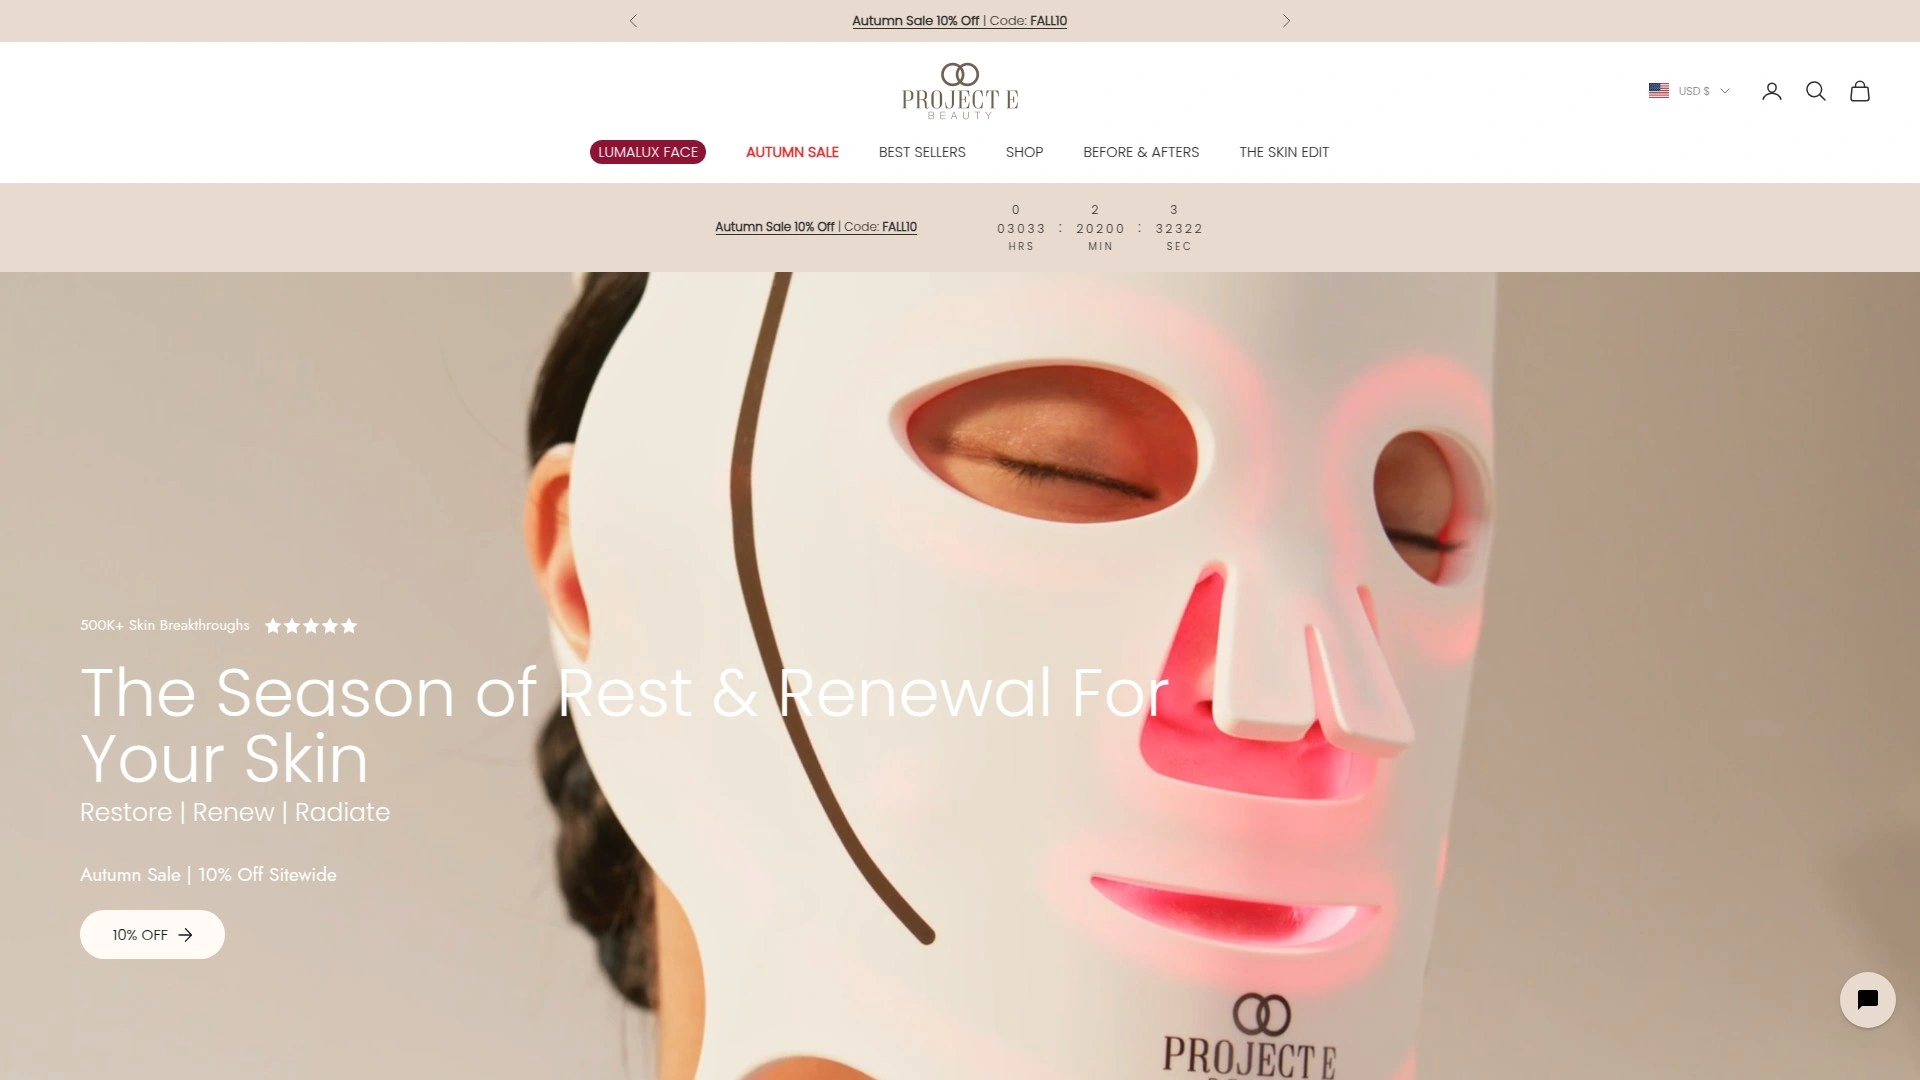 Autumn Sale 10% Off | Code: FALL10
PROJECT E
BEAUTY
USD $
LUMALUX FACE
AUTUMN SALE
BEST SELLERS
SHOP
BEFORE & AFTERS
THE SKIN EDIT
Autumn Sale 10% Off | Code: FALL10
0 2 3
03033 : 20200 : 32322
HRS MIN SEC
500K+ Skin Breakthroughs
The Season of Rest & Renewal For
Your Skin
Restore | Renew | Radiate
Autumn Sale | 10% Off Sitewide
10% OFF
PROJECT E